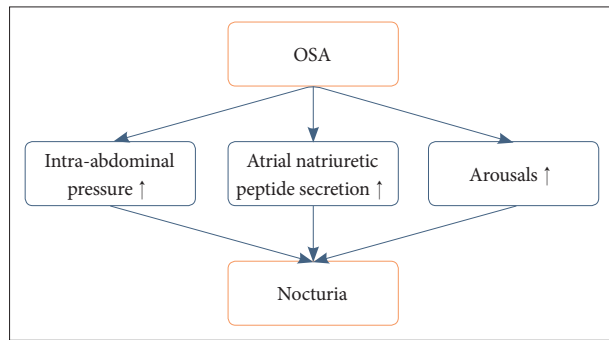 OSA
Intra-abdominal
pressure ↑
Atrial natriuretic
peptide secretion ↑
Arousals ↑
Nocturia